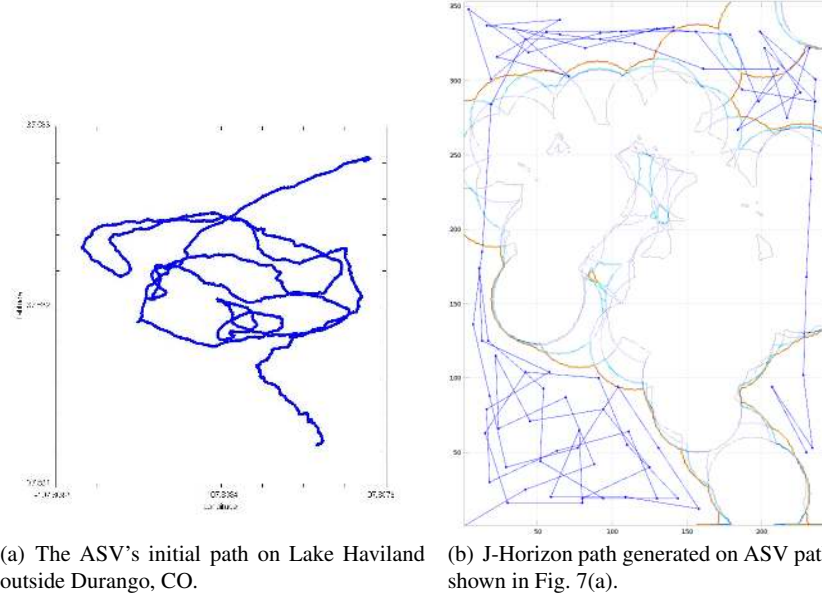 350
300
250
200
150
100
50
50
100
150
200
Longitude
(a) The ASV's initial path on Lake Haviland
outside Durango, CO.
(b) J-Horizon path generated on ASV pat
shown in Fig. 7(a).